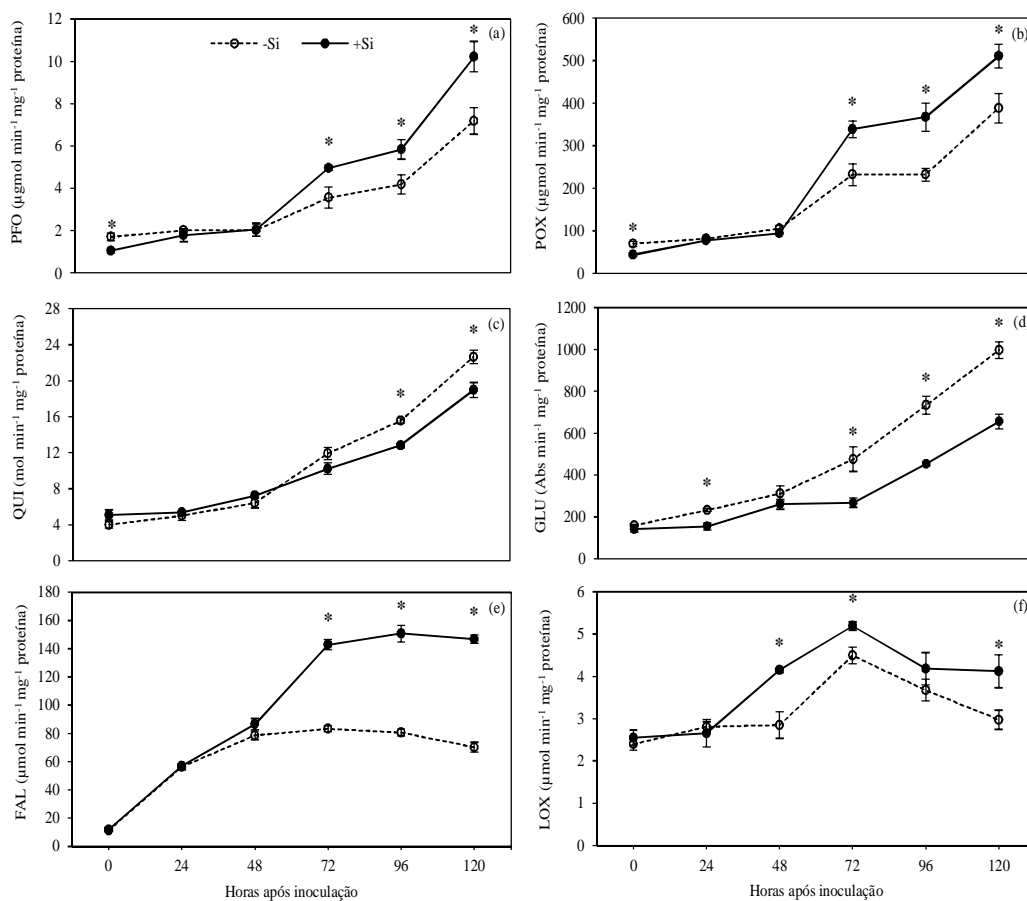 PFO (µgmol min⁻¹ mg⁻¹ proteína)
12
10
8
6
4
2
0
-Si
+Si
(a)
* * * *
POX (µgmol min⁻¹ mg⁻¹ proteína)
600
500
400
300
200
100
0
(b)
* * * *
QUI (mol min⁻¹ mg⁻¹ proteína)
28
24
20
16
12
8
4
0
(c)
* *
GLU (Abs min⁻¹ mg⁻¹ proteína)
1200
1000
800
600
400
200
0
(d
* * * *
FAL (µmol min⁻¹ mg⁻¹ proteína)
180
160
140
120
100
80
60
40
20
0
(e)
* * *
0 24 48 72 96 120
Horas após inoculação
LOX (µmol min⁻¹ mg⁻¹ proteína)
6
5
4
3
2
1
0
(f)
* * *
0 24 48 72 96 120
Horas após inoculação